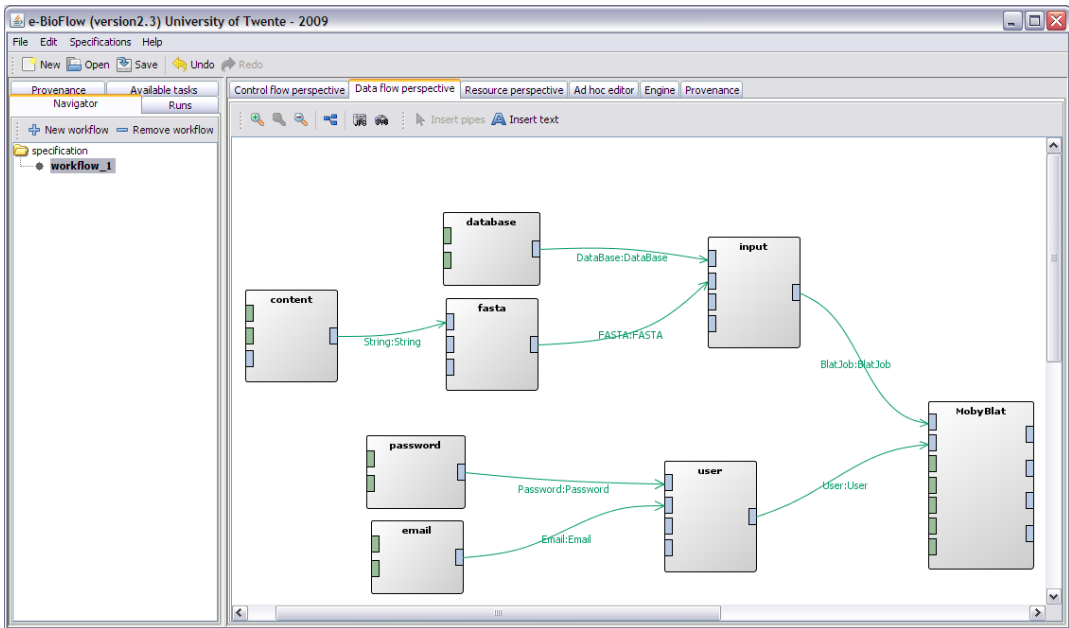 e-BioFlow (version2.3) University of Twente - 2009
File Edit Specifications Help
New Open Save Undo Redo
Provenance Available tasks
Navigator Runs
New workflow Remove workflow
specification
workflow_1
Control flow perspective Data flow perspective Resource perspective Ad hoc editor Engine Provenance
Insert pipes Insert text
database
DataBase:DataBase
input
content
String:String
fasta
FASTA:FASTA
BlatJob:BlatJob
MobyBlat
password
Password:Password
user
User:User
email
Email:Email